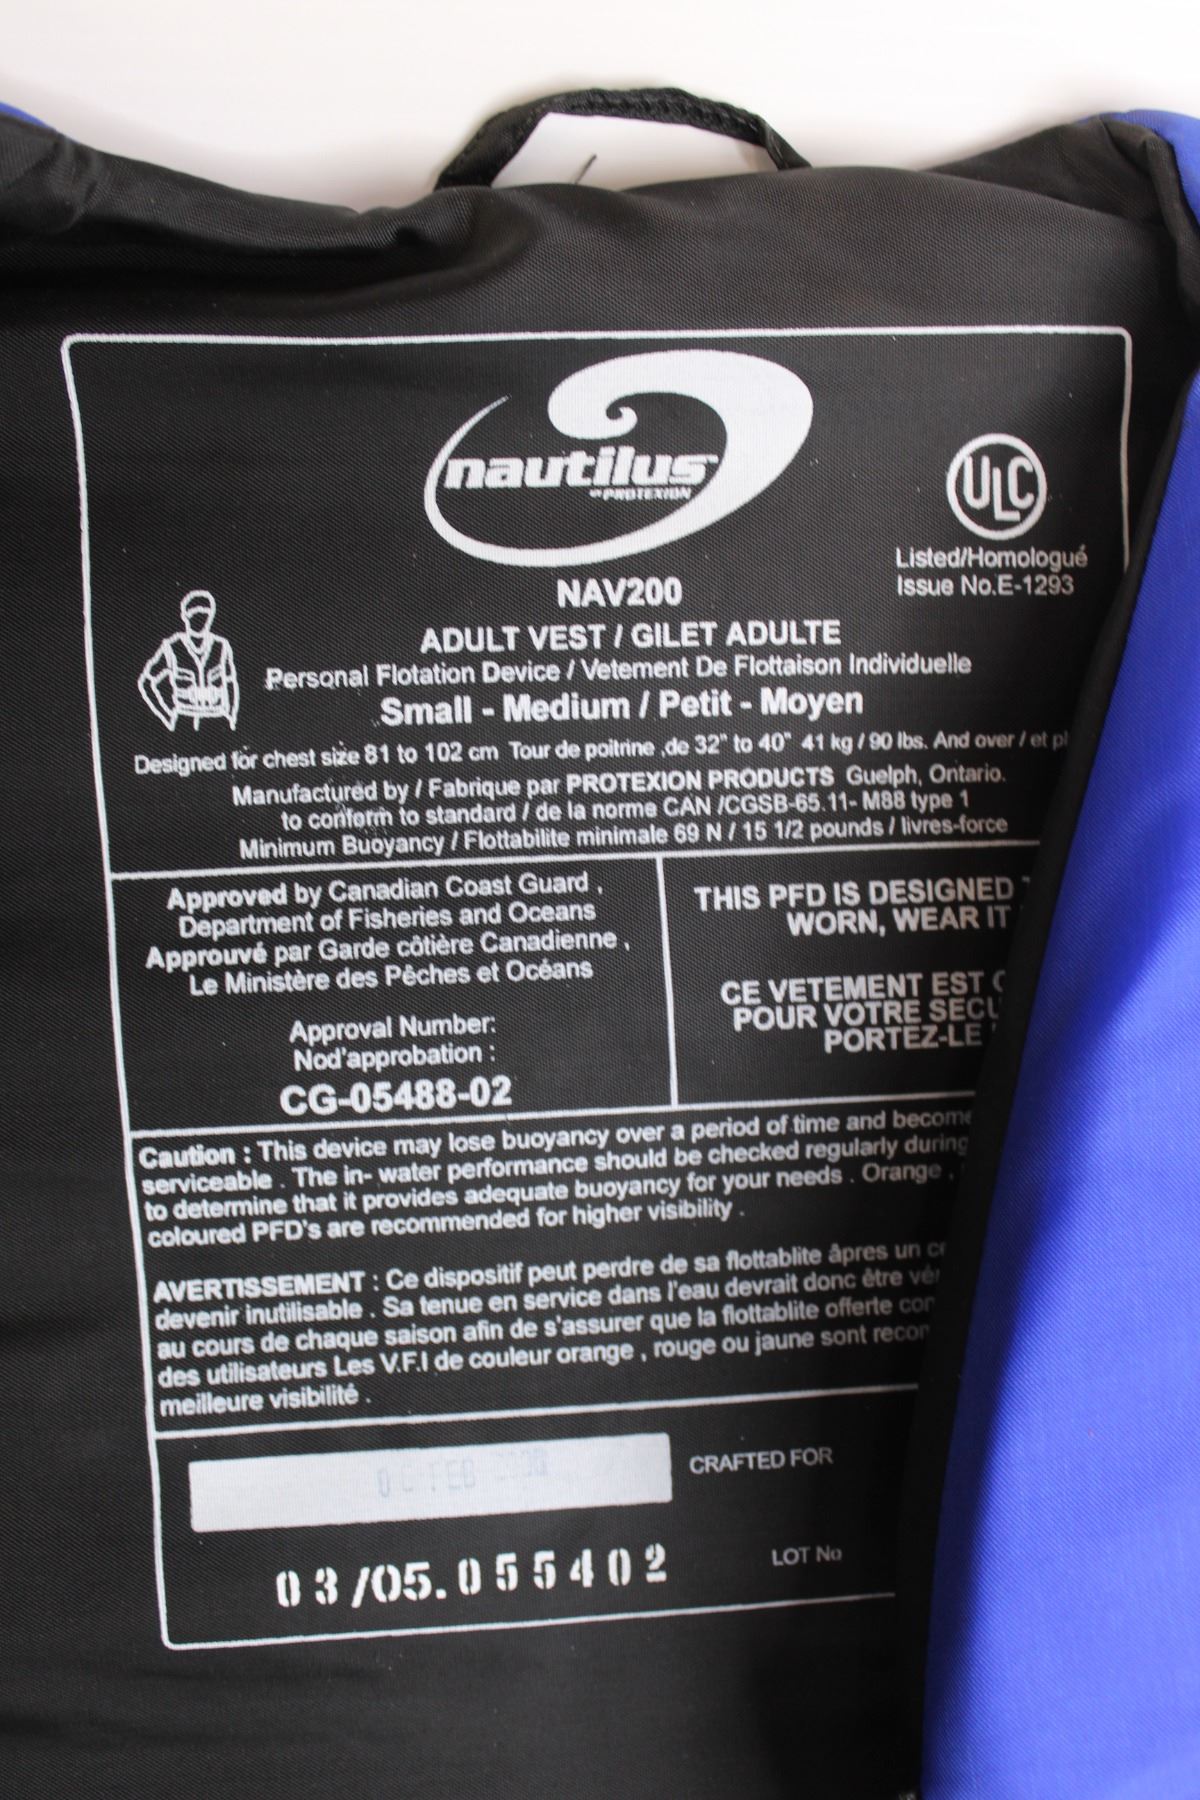 nautilus
BY PROTEXION
ULC
Listed/Homologué
Issue No.E-1293
NAV200
ADULT VEST / GILET ADULTE
Personal Flotation Device / Vetement De Flottaison Individuelle
Small - Medium / Petit - Moyen
Designed for chest size 81 to 102 cm Tour de poitrine ,de 32" to 40" 41 kg / 90 lbs. And over / et pl
Manufactured by / Fabrique par PROTEXION PRODUCTS Guelph, Ontario.
to conform to standard / de la norme CAN /CGSB-65.11- M88 type 1
Minimum Buoyancy / Flottabilite minimale 69 N / 15 1/2 pounds / livres-force
Approved by Canadian Coast Guard ,
Department of Fisheries and Oceans
Approuvé par Garde côtière Canadienne ,
Le Ministère des Pêches et Océans
Approval Number:
Nod'approbation :
CG-05488-02
THIS PFD IS DESIGNED
WORN, WEAR IT
CE VETEMENT EST
POUR VOTRE SECU
PORTEZ-LE
Caution : This device may lose buoyancy over a period of time and become
serviceable . The in- water performance should be checked regularly during
to determine that it provides adequate buoyancy for your needs . Orange ,
coloured PFD's are recommended for higher visibility .
AVERTISSEMENT : Ce dispositif peut perdre de sa flottablite âpres un
devenir inutilisable . Sa tenue en service dans l'eau devrait donc être vér
au cours de chaque saison afin de s'assurer que la flottablite offerte con
des utilisateurs Les V.F.I de couleur orange , rouge ou jaune sont recom
meilleure visibilité .
FEB
CRAFTED FOR
03/05.055402
LOT No